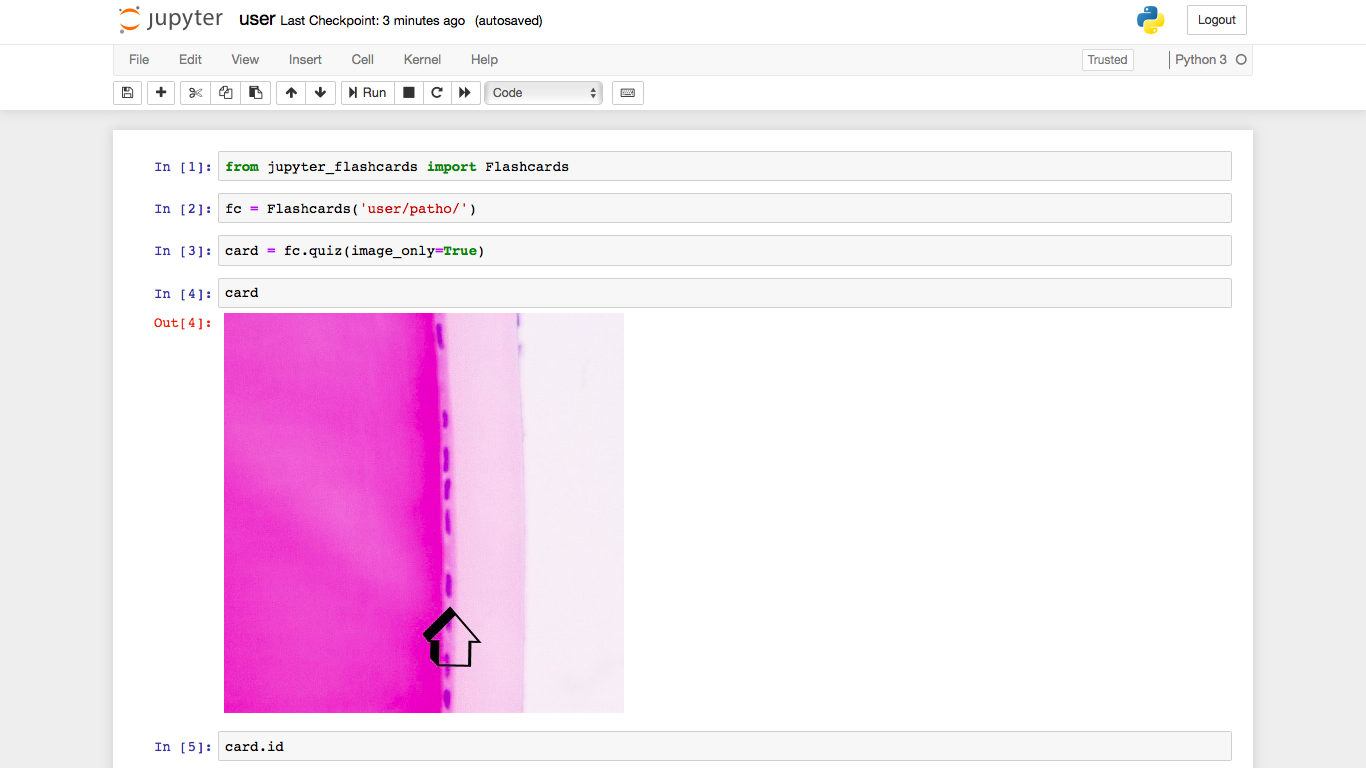 jupyter user Last Checkpoint: 3 minutes ago (autosaved) Logout
File Edit View Insert Cell Kernel Help Trusted Python 3
Run Code
In [1]: from jupyter_flashcards import Flashcards
In [2]: fc = Flashcards('user/patho/')
In [3]: card = fc.quiz(image_only=True)
In [4]: card
Out[4]:
In [5]: card.id